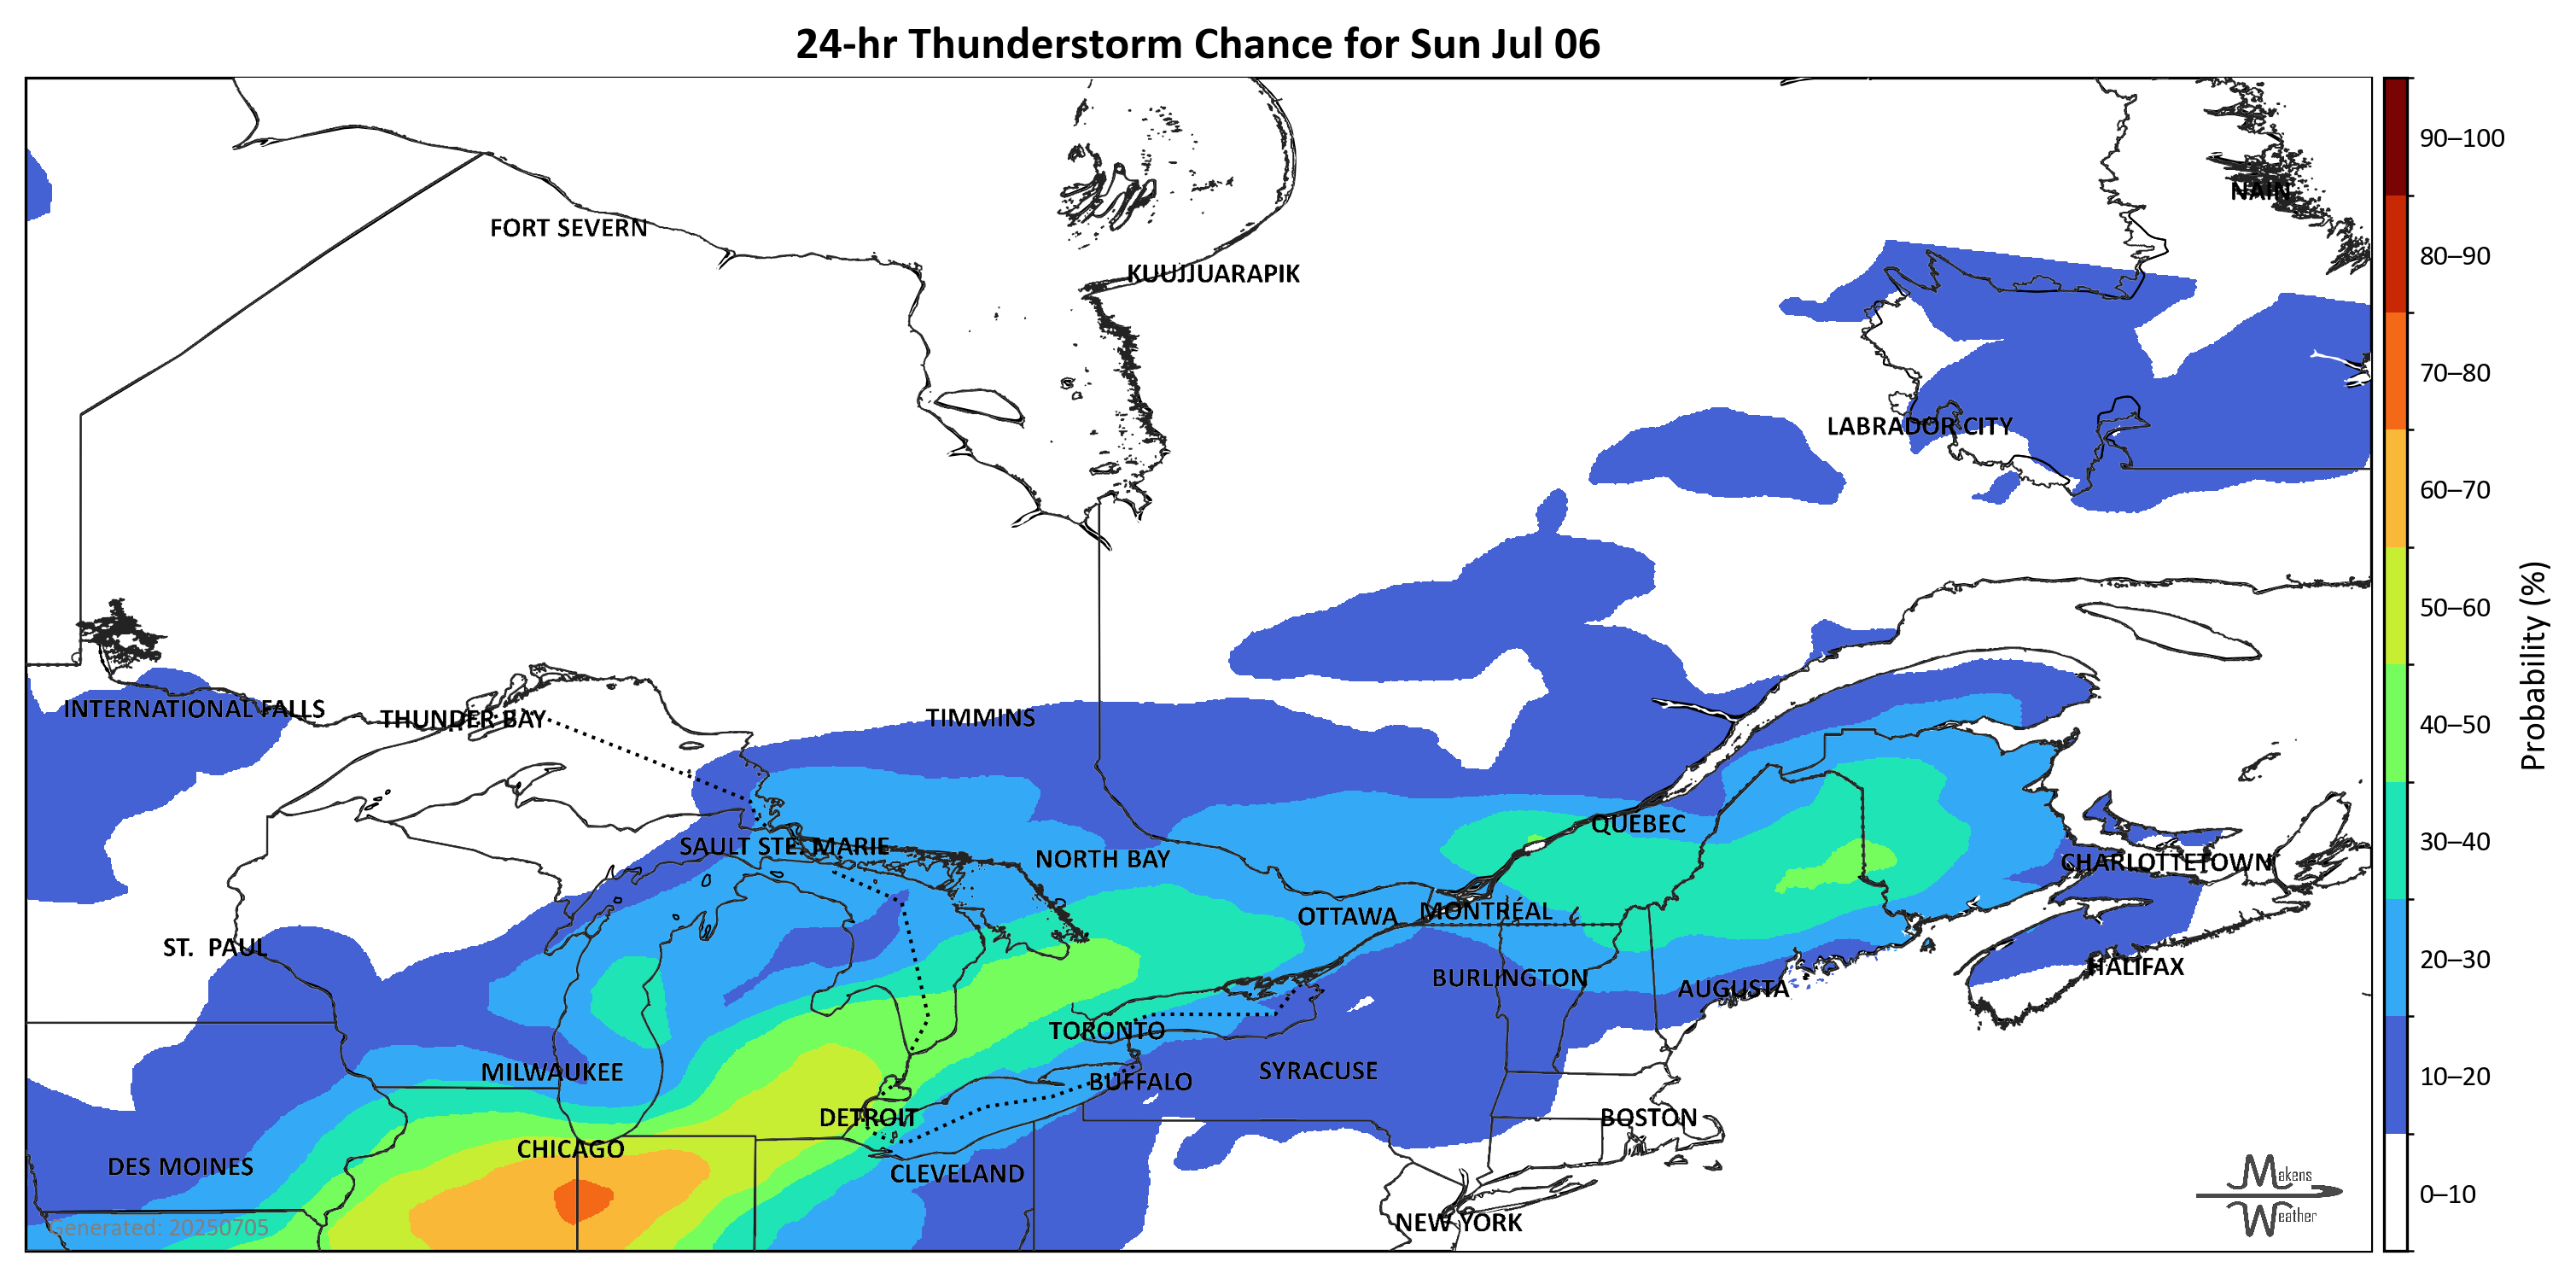 24-hr Thunderstorm Chance for Sun Jul 06
90–100
NAIN
FORT SEVERN
80–90
KUUJJUARAPIK
70–80
LABRADOR CITY
60–70
50–60
Probability (%)
INTERNATIONAL FALLS
THUNDER BAY
TIMMINS
40–50
QUEBEC
30–40
SAULT STE. MARIE
NORTH BAY
CHARLOTTETOWN
OTTAWA
MONTRÉAL
ST. PAUL
20–30
HALIFAX
BURLINGTON
AUGUSTA
TORONTO
MILWAUKEE
SYRACUSE
10–20
BUFFALO
DETROIT
BOSTON
CHICAGO
DES MOINES
CLEVELAND
Makens
0–10
Weather
NEW YORK
Generated: 20250705